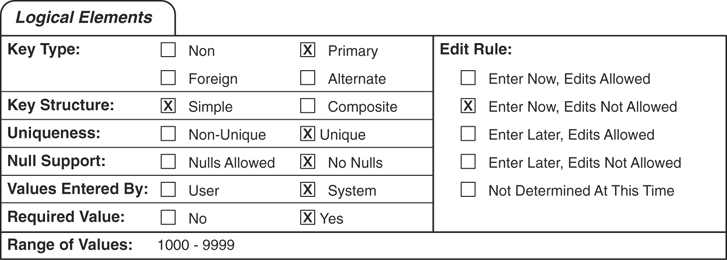 Logical Elements
Key Type: Non X Primary
Foreign Alternate
Key Structure: X Simple Composite
Uniqueness: Non-Unique X Unique
Null Support: Nulls Allowed X No Nulls
Values Entered By: User X System
Required Value: No X Yes
Edit Rule:
Enter Now, Edits Allowed
X Enter Now, Edits Not Allowed
Enter Later, Edits Allowed
Enter Later, Edits Not Allowed
Not Determined At This Time
Range of Values: 1000 - 9999